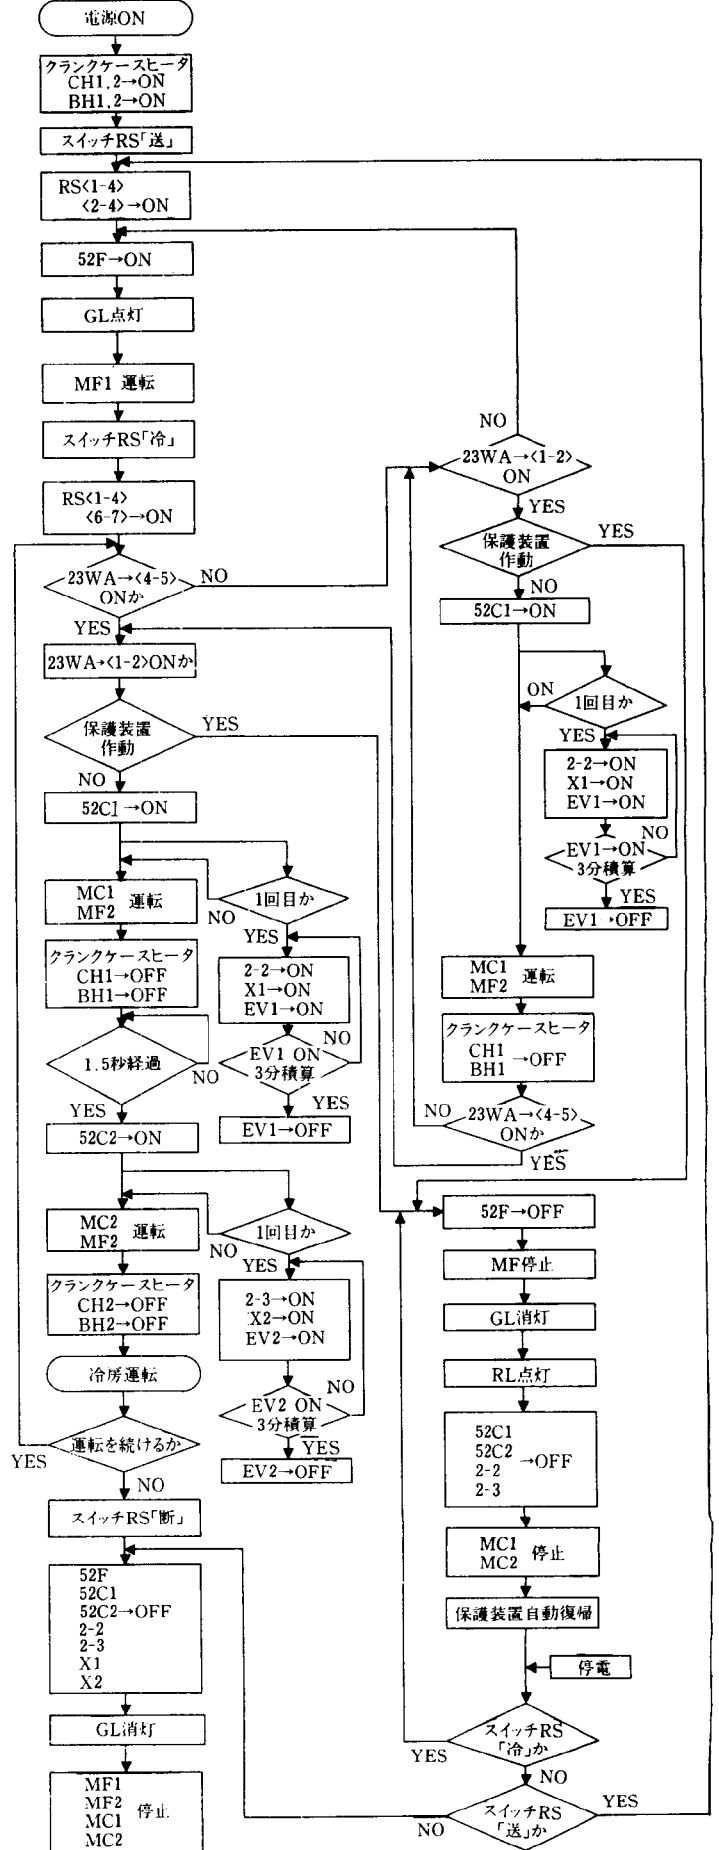 電源ON
クランクケースヒータ
CH1,2→ON
BH1,2→ON
スイッチRS「送」
RS<1-4>
<2-4>→ON
52F→ON
GL点灯
MF1 運転
スイッチRS「冷」
RS<1-4>
<6-7>→ON
23WA→<4-5>
ONか
NO
YES
23WA→<1-2>ONか
保護装置
作動
YES
NO
52C1→ON
MC1
MF2 運転
1回目か
NO
YES
クランクケースヒータ
CH1→OFF
BH1→OFF
2-2→ON
X1→ON
EV1→ON
1.5秒経過
NO
YES
EV1 ON
3分積算
NO
YES
EV1→OFF
52C2→ON
MC2
MF2 運転
1回目か
NO
YES
クランクケースヒータ
CH2→OFF
BH2→OFF
2-3→ON
X2→ON
EV2→ON
冷房運転
EV2 ON
3分積算
NO
YES
EV2→OFF
運転を続けるか
YES
NO
スイッチRS「断」
52F
52C1
52C2→OFF
2-2
2-3
X1
X2
GL消灯
MF1
MF2
MC1
MC2
停止
NO
23WA→<1-2>
ON
YES
保護装置
作動
YES
NO
52C1→ON
ON
1回目か
YES
2-2→ON
X1→ON
EV1→ON
EV1→ON
3分積算
NO
YES
EV1→OFF
MC1
MF2 運転
クランクケースヒータ
CH1
BH1 →OFF
23WA→<4-5>
ONか
NO
YES
52F→OFF
MF停止
GL消灯
RL点灯
52C1
52C2
2-2
2-3
→OFF
MC1
MC2 停止
保護装置自動復帰
停電
スイッチRS
「冷」か
YES
NO
スイッチRS
「送」か
NO
YES